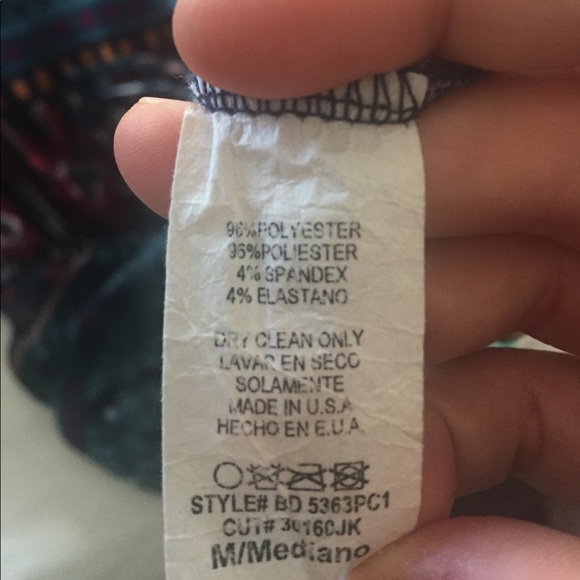 96%POLYESTER
96%POLIESTER
4% SPANDEX
4% ELASTANO
DRY CLEAN ONLY
LAVAR EN SECO
SOLAMENTE
MADE IN U.S.A
HECHO EN E.U.A.
STYLE# BD 5363PC1
CUT#
M/Mediano